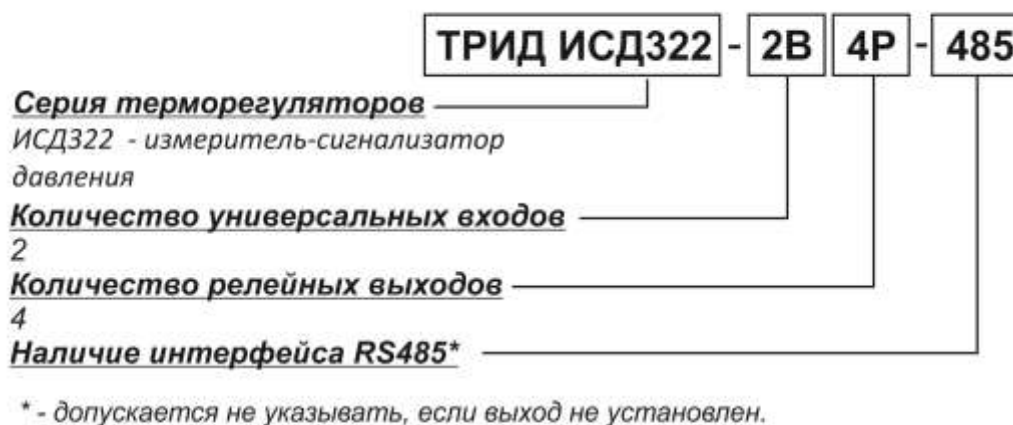 ТРИД ИСД322 - 2В 4Р - 485
Серия терморегуляторов
ИСД322 - измеритель-сигнализатор
давления
Количество универсальных входов
2
Количество релейных выходов
4
Наличие интерфейса RS485*
* - допускается не указывать, если выход не установлен.